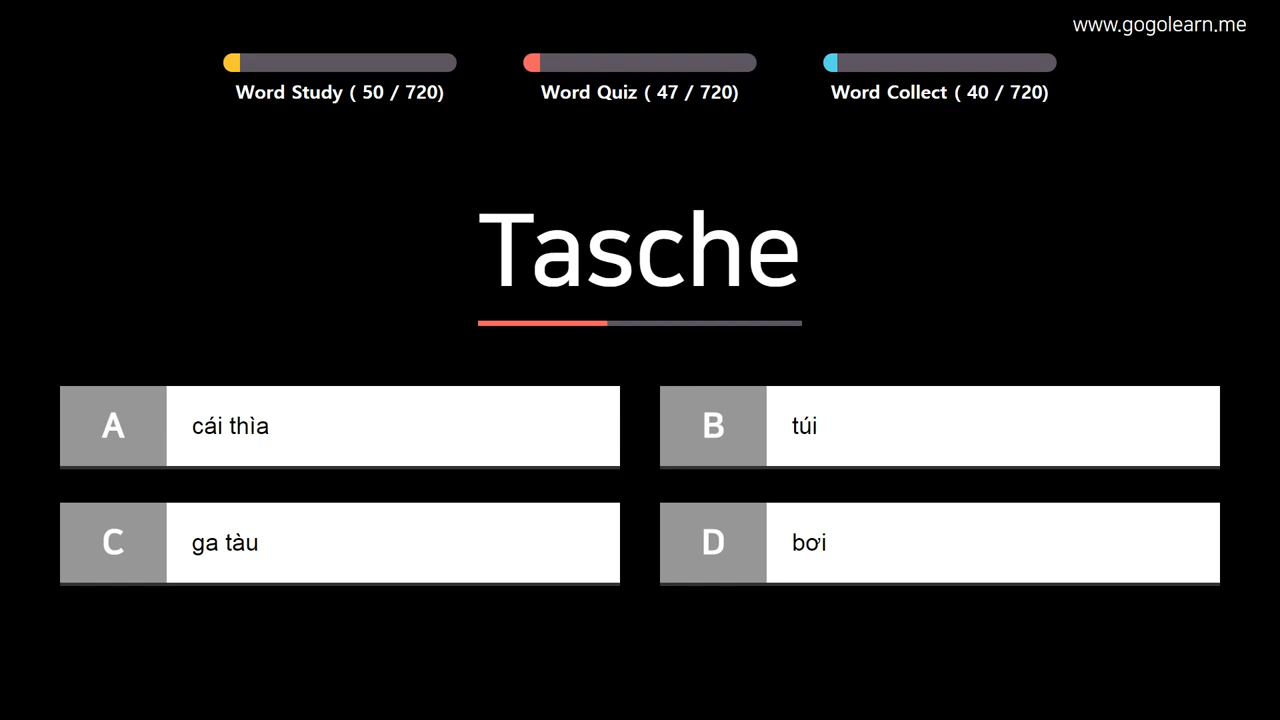 www.gogolearn.me
Word Study ( 50 / 720)
Word Quiz ( 47 / 720)
Word Collect ( 40 / 720)
Tasche
A cái thìa
B túi
C ga tàu
D bơi